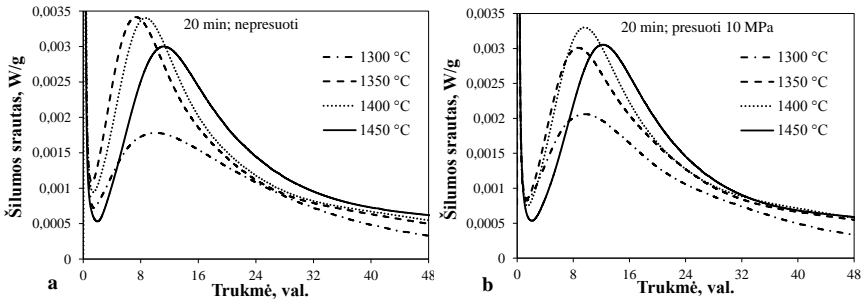 20 min; nepresuoti
Šilumos srautas, W/g
0,0035
0,003
0,0025
0,002
0,0015
0,001
0,0005
0
1300 °C
1350 °C
1400 °C
1450 °C
0 8 16 24 32 40 48
a
Trukmė, val.
20 min; presuoti 10 MPa
Šilumos srautas, W/g
0,0035
0,003
0,0025
0,002
0,0015
0,001
0,0005
0
1300 °C
1350 °C
1400 °C
1450 °C
0 8 16 24 32 40 48
b
Trukmė, val.